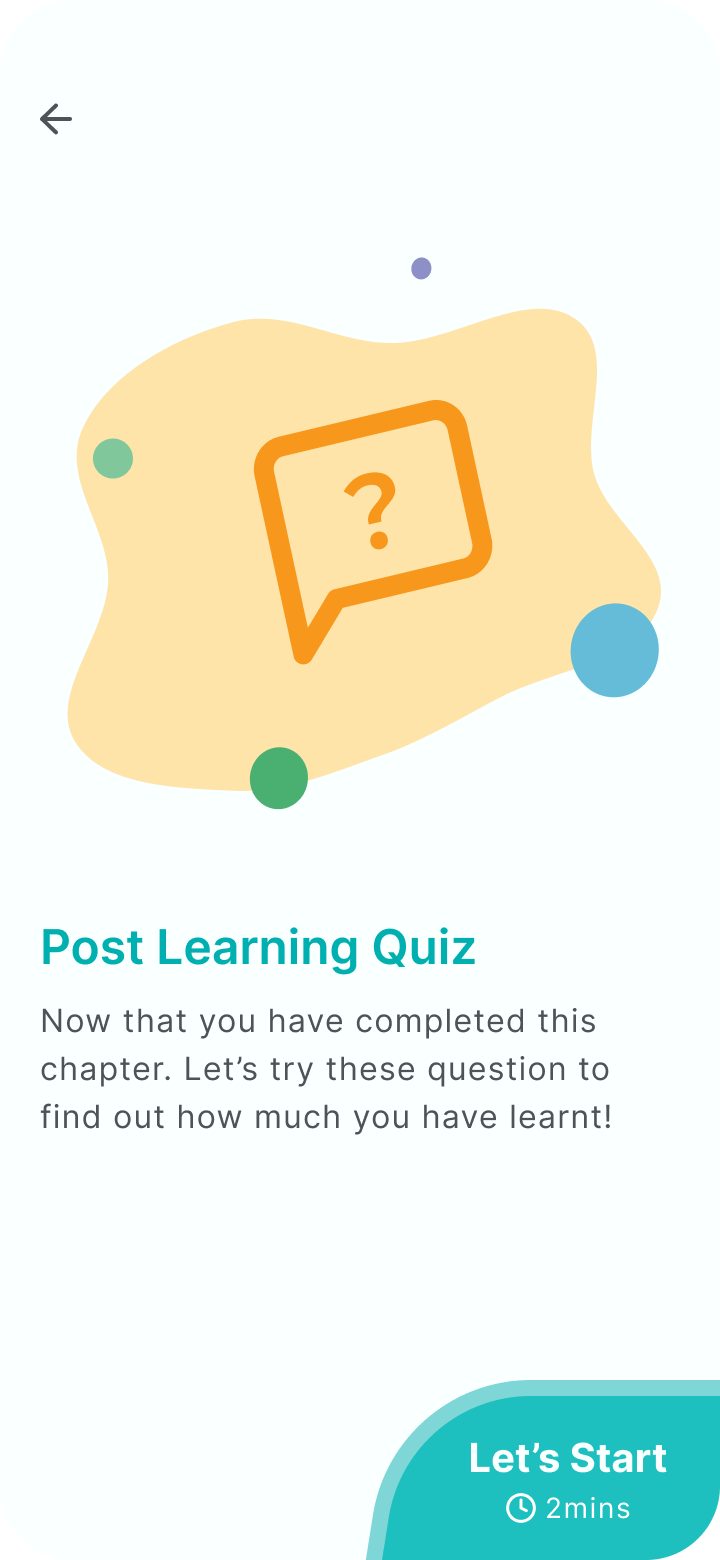 ?
Post Learning Quiz
Now that you have completed this
chapter. Let’s try these question to
find out how much you have learnt!
Let’s Start
2mins